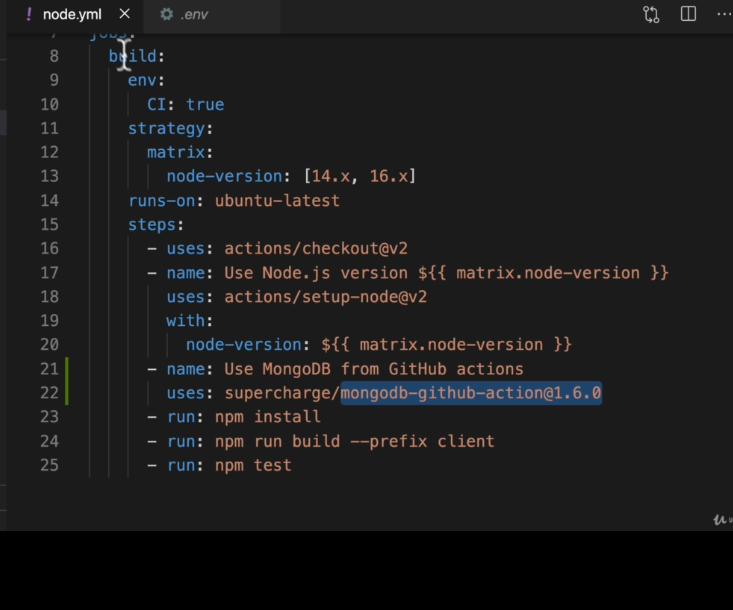 ! node.yml × .env
7 jobs:
8 build:
9 env:
10 CI: true
11 strategy:
12 matrix:
13 node-version: [14.x, 16.x]
14 runs-on: ubuntu-latest
15 steps:
16 - uses: actions/checkout@v2
17 - name: Use Node.js version ${{ matrix.node-version }}
18 uses: actions/setup-node@v2
19 with:
20 node-version: ${{ matrix.node-version }}
21 - name: Use MongoDB from GitHub actions
22 uses: supercharge/mongodb-github-action@1.6.0
23 - run: npm install
24 - run: npm run build --prefix client
25 - run: npm test